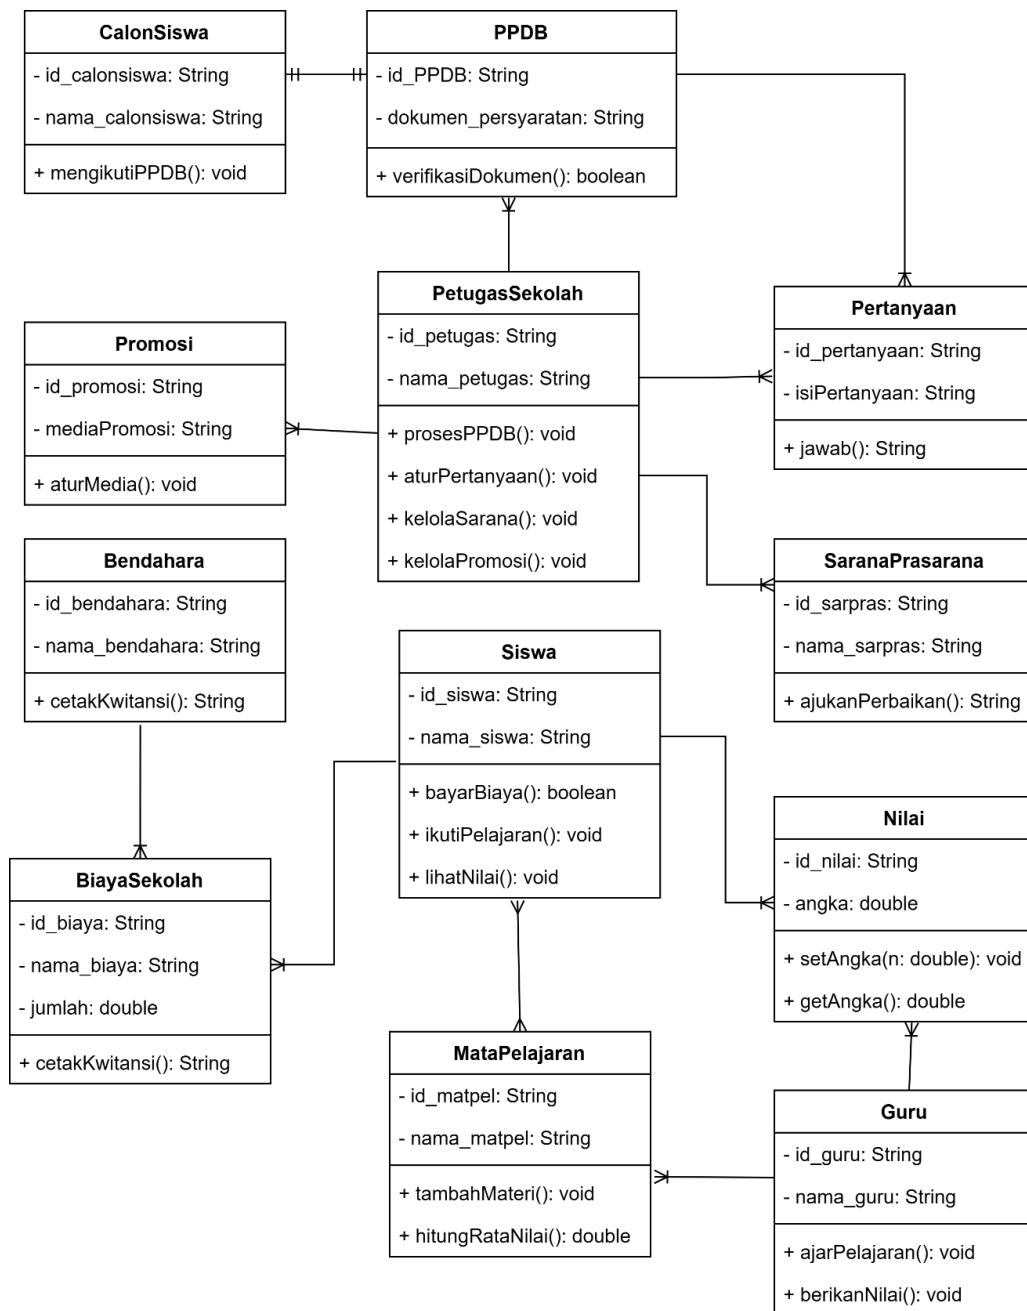 CalonSiswa
- id_calonsiswa: String
- nama_calonsiswa: String
+ mengikutiPPDB(): void
PPDB
- id_PPDB: String
- dokumen_persyaratan: String
+ verifikasiDokumen(): boolean
PetugasSekolah
- id_petugas: String
- nama_petugas: String
+ prosesPPDB(): void
+ aturPertanyaan(): void
+ kelolaSarana(): void
+ kelolaPromosi(): void
Pertanyaan
- id_pertanyaan: String
- isiPertanyaan: String
+ jawab(): String
Promosi
- id_promosi: String
- mediaPromosi: String
+ aturMedia(): void
Bendahara
- id_bendahara: String
- nama_bendahara: String
+ cetakKwitansi(): String
SaranaPrasarana
- id_sarpras: String
- nama_sarpras: String
+ ajukanPerbaikan(): String
Siswa
- id_siswa: String
- nama_siswa: String
+ bayarBiaya(): boolean
+ ikutiPelajaran(): void
+ lihatNilai(): void
Nilai
- id_nilai: String
- angka: double
+ setAngka(n: double): void
+ getAngka(): double
BiayaSekolah
- id_biaya: String
- nama_biaya: String
- jumlah: double
+ cetakKwitansi(): String
MataPelajaran
- id_matpel: String
- nama_matpel: String
+ tambahMateri(): void
+ hitungRataNilai(): double
Guru
- id_guru: String
- nama_guru: String
+ ajarPelajaran(): void
+ berikanNilai(): void